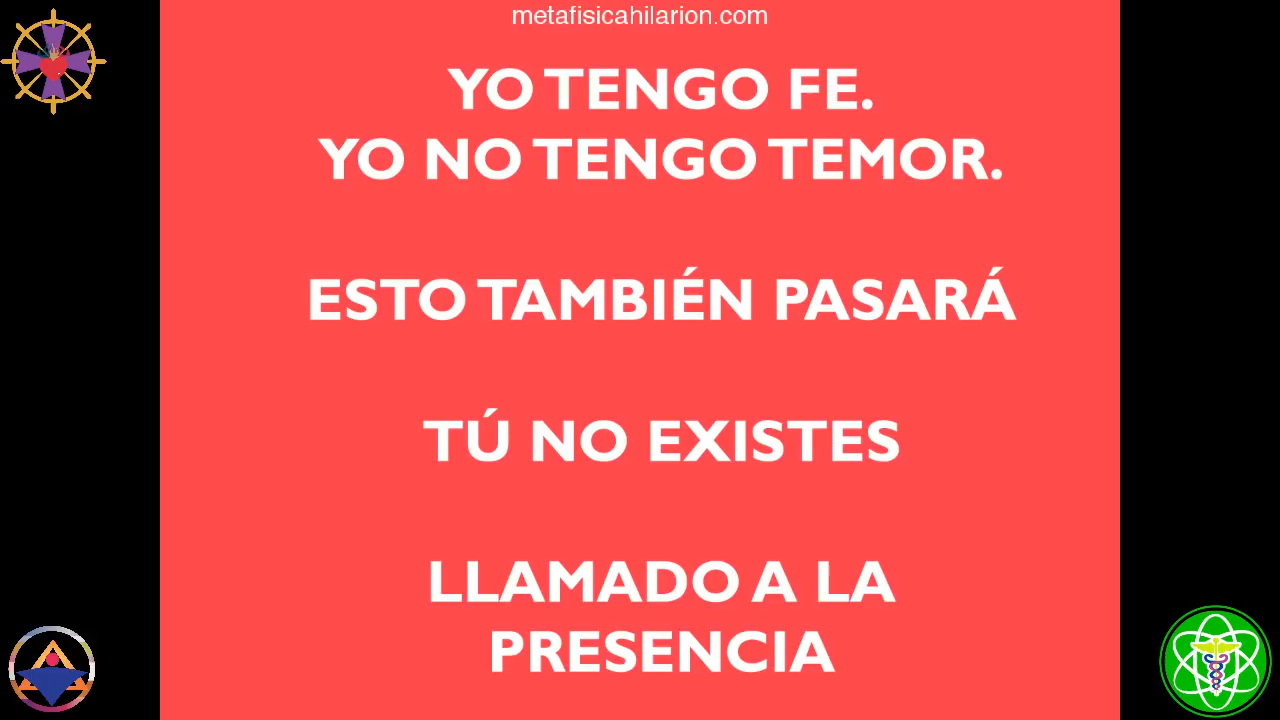 metafisicahilarion.com
YO TENGO FE.
YO NO TENGO TEMOR.
ESTO TAMBIÉN PASARÁ
TÚ NO EXISTES
LLAMADO A LA
PRESENCIA